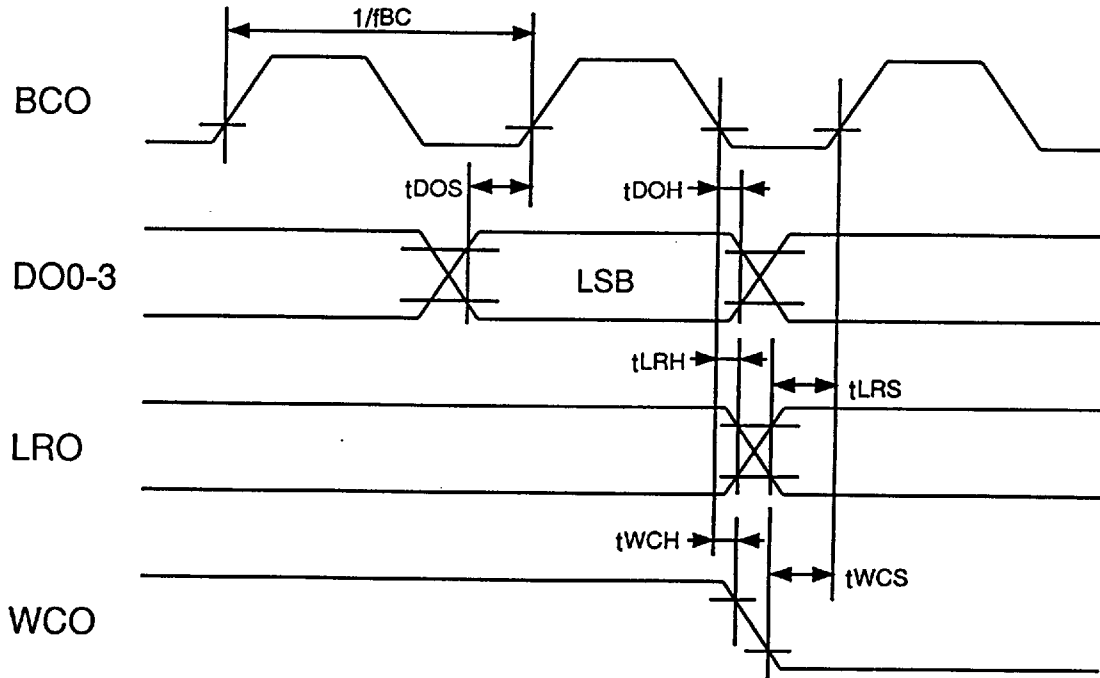 1/fBC
BCO
tDOS
tDOH
DO0-3
LSB
tLRH
tLRS
LRO
tWCH
tWCS
WCO